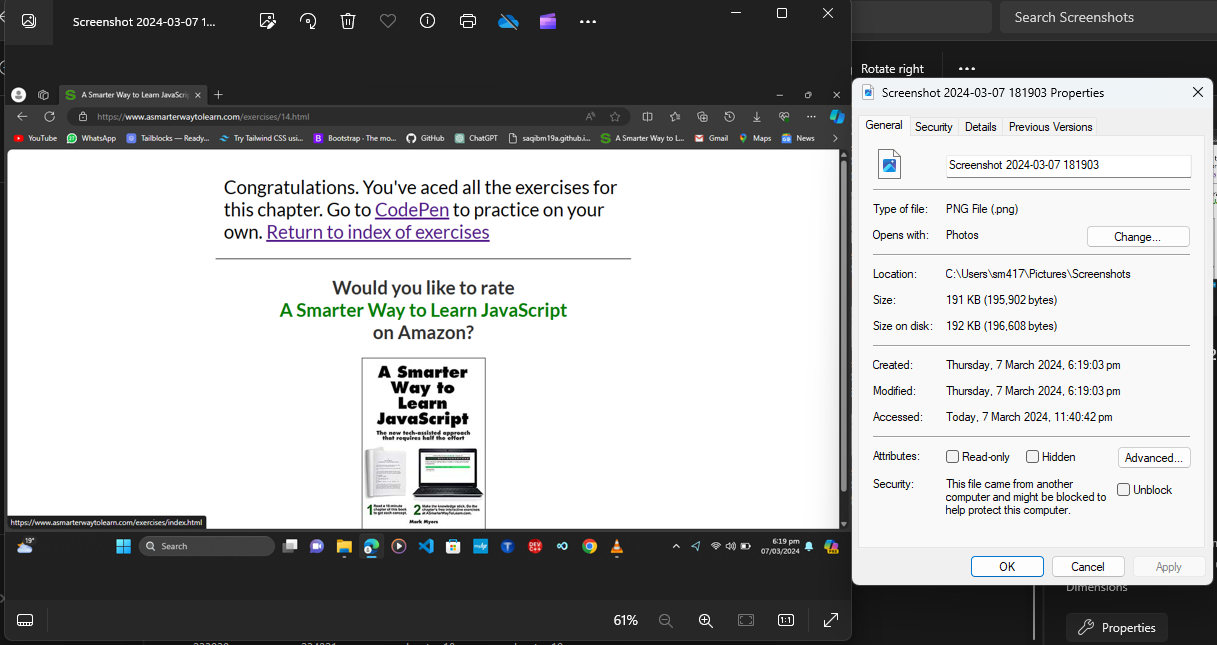 Screenshot 2024-03-07 1...
Search Screenshots
Rotate right
A Smarter Way to Learn JavaScrip
https://www.asmarterwaytolearn.com/exercises/14.html
YouTube
WhatsApp
Tailblocks — Ready...
Try Tailwind CSS usi...
Bootstrap · The mo...
GitHub
ChatGPT
saqibm19a.github.i...
A Smarter Way to L...
Gmail
Maps
News
Congratulations. You've aced all the exercises for
this chapter. Go to CodePen to practice on your
own. Return to index of exercises
Would you like to rate
A Smarter Way to Learn JavaScript
on Amazon?
A Smarter
Way to
Learn
JavaScript
The new tech-assisted approach
that requires half the effort
1 Read a 10-minute
chapter of this book
to get each concept.
2 Make the knowledge stick. Do the
chapter's free interactive exercises
at ASmarterWayToLearn.com.
Mark Myers
https://www.asmarterwaytolearn.com/exercises/index.html
19°
Search
6:19 pm
07/03/2024
61%
1:1
Screenshot 2024-03-07 181903 Properties
General
Security
Details
Previous Versions
Screenshot 2024-03-07 181903
Type of file: PNG File (.png)
Opens with: Photos
Change...
Location: C:\Users\sm417\Pictures\Screenshots
Size: 191 KB (195,902 bytes)
Size on disk: 192 KB (196,608 bytes)
Created: Thursday, 7 March 2024, 6:19:03 pm
Modified: Thursday, 7 March 2024, 6:19:03 pm
Accessed: Today, 7 March 2024, 11:40:42 pm
Attributes: Read-only Hidden Advanced...
Security: This file came from another
computer and might be blocked to
help protect this computer.
Unblock
OK
Cancel
Apply
Dimensions
Properties